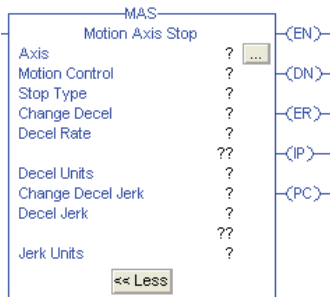 MAS
Motion Axis Stop
Axis ? ...
Motion Control ?
Stop Type ?
Change Decel ?
Decel Rate ?
??
Decel Units ?
Change Decel Jerk ?
Decel Jerk ?
??
Jerk Units ?
<< Less
(EN)
(DN)
(ER)
(IP)
(PC)